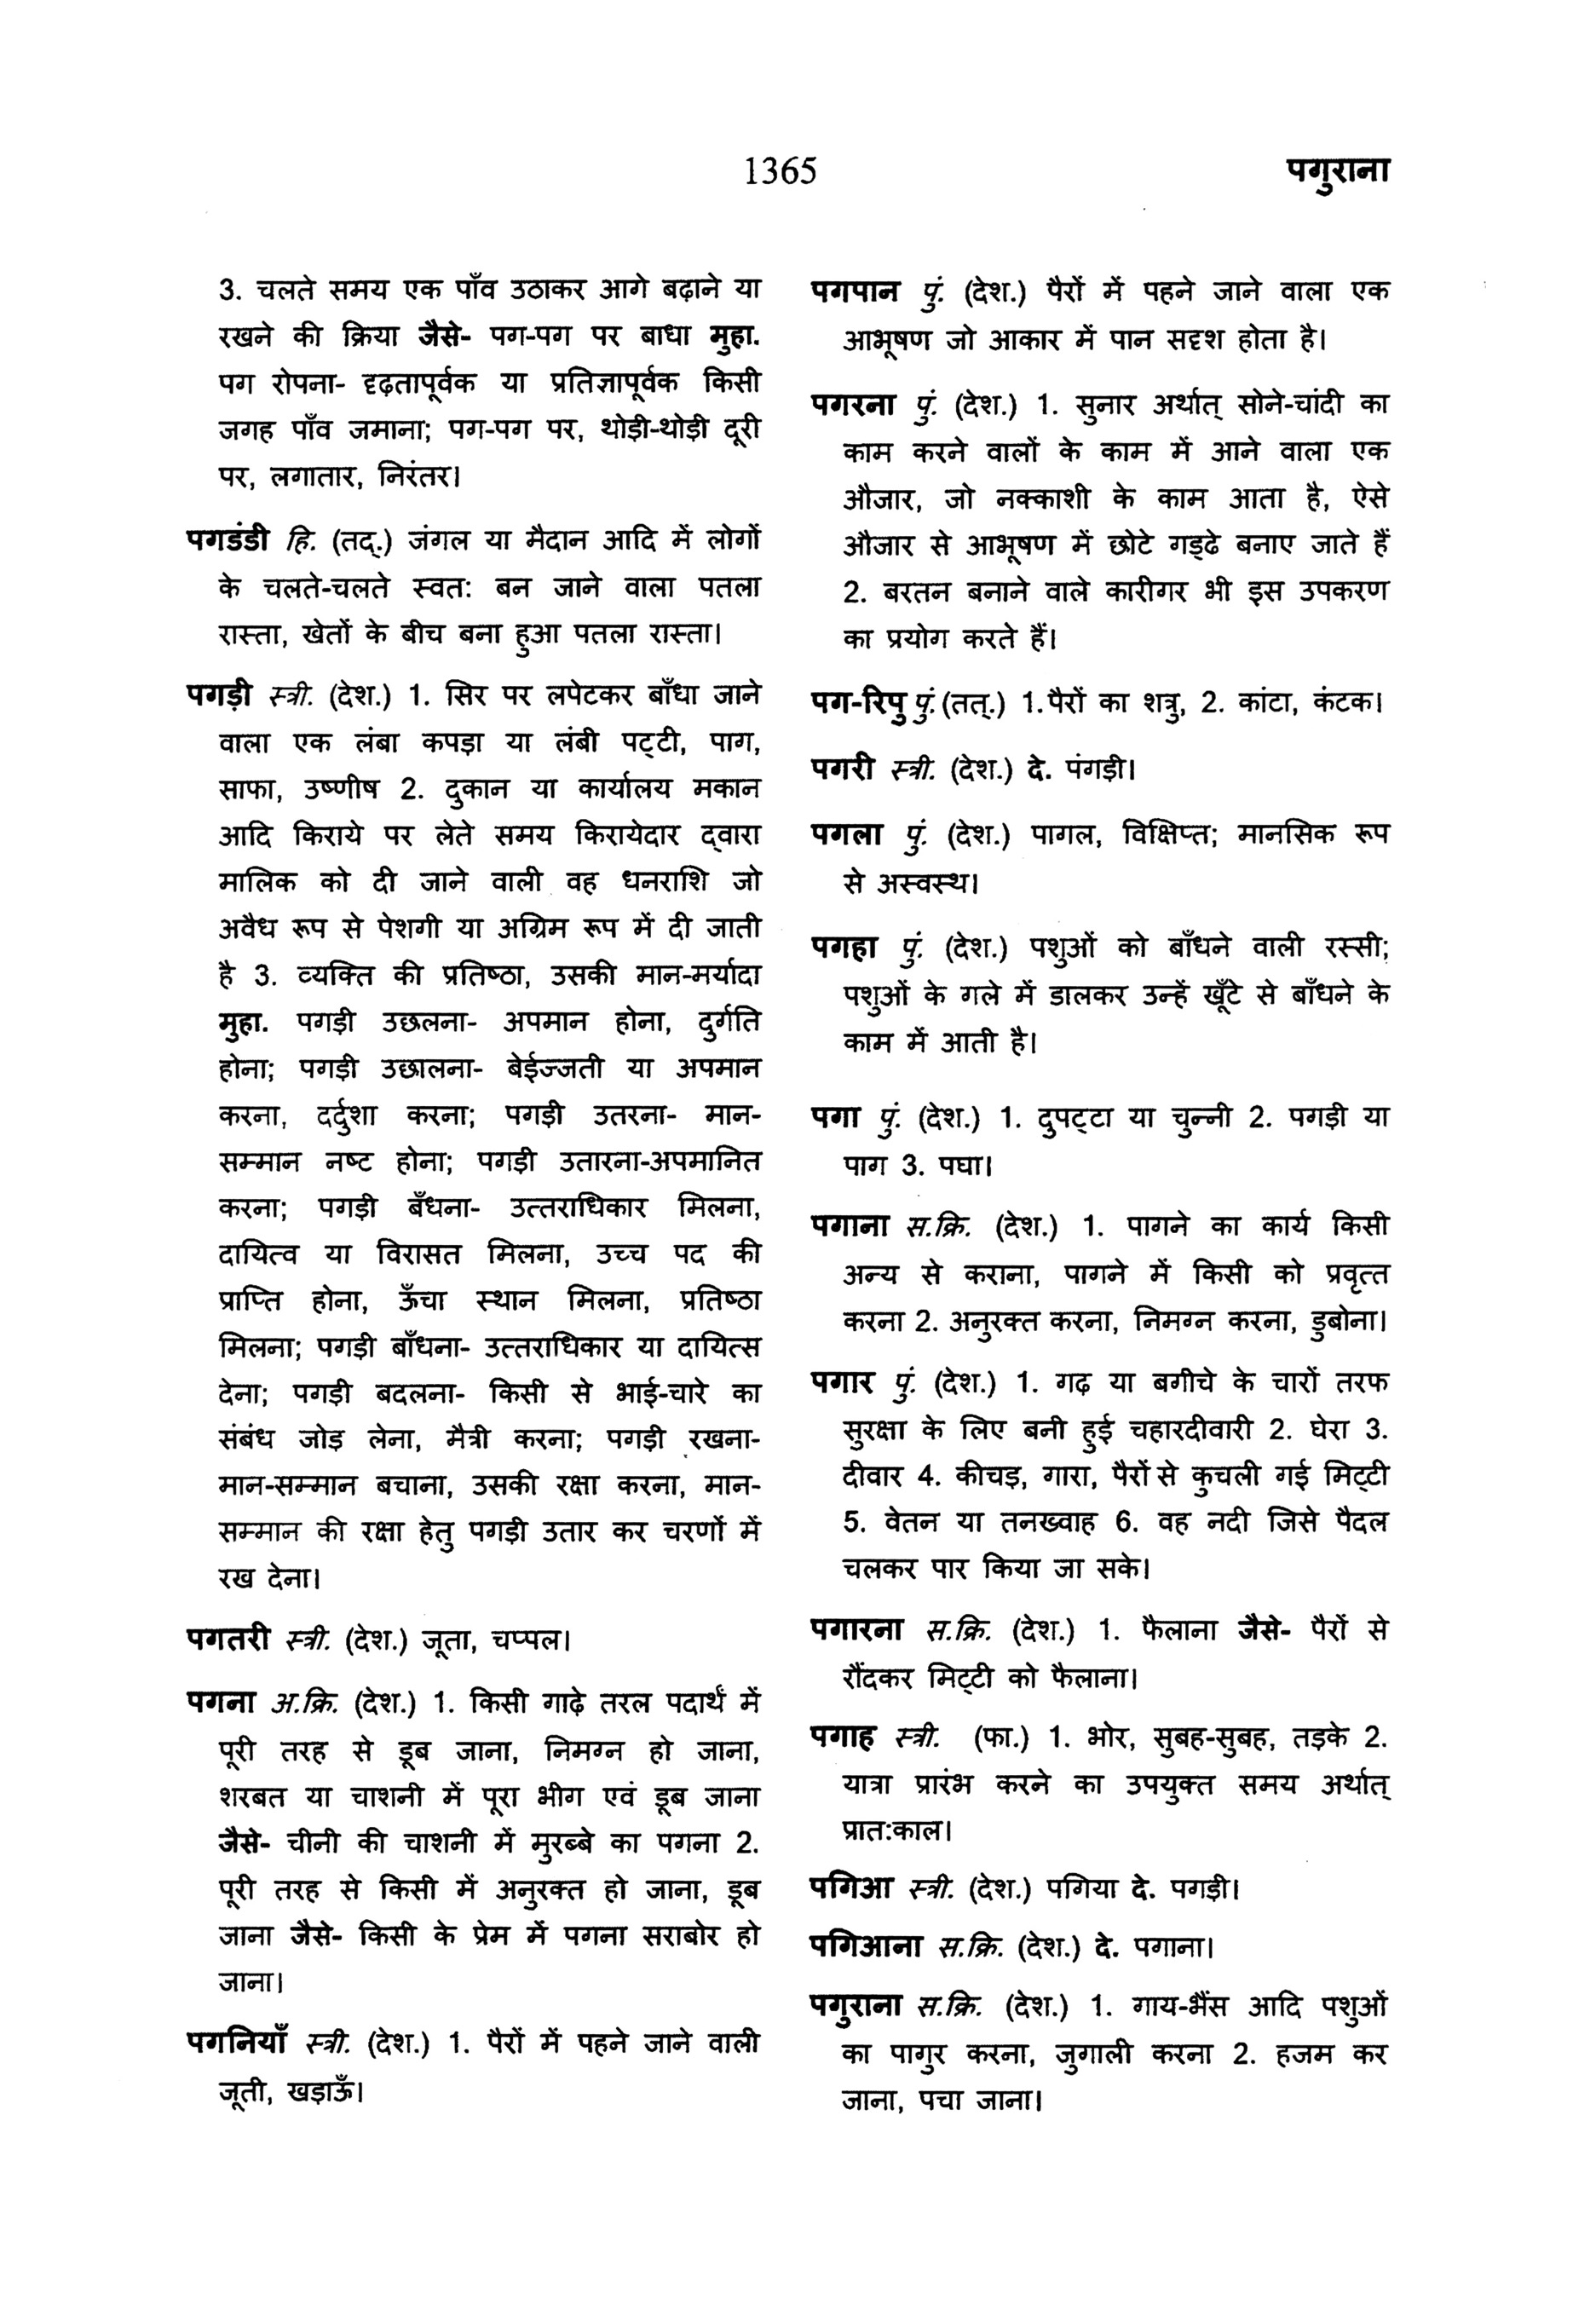 1365
पगुराना
3. चलते समय एक पाँव उठाकर आगे बढ़ाने या
रखने की क्रिया जैसे- पग-पग पर बाधा मुहा.
पग रोपना- दृढ़तापूर्वक या प्रतिज्ञापूर्वक किसी
जगह पाँव जमाना; पग-पग पर, थोड़ी-थोड़ी दूरी
पर, लगातार, निरंतर।
पगडंडी हि. (तद्.) जंगल या मैदान आदि में लोगों
के चलते-चलते स्वत: बन जाने वाला पतला
रास्ता, खेतों के बीच बना हुआ पतला रास्ता।
पगड़ी स्त्री. (देश.) 1. सिर पर लपेटकर बाँधा जाने
वाला एक लंबा कपड़ा या लंबी पट्टी, पाग,
साफा, उष्णीष 2. दुकान या कार्यालय मकान
आदि किराये पर लेते समय किरायेदार द्वारा
मालिक को दी जाने वाली वह धनराशि जो
अवैध रूप से पेशगी या अग्रिम रूप में दी जाती
है 3. व्यक्ति की प्रतिष्ठा, उसकी मान-मर्यादा
मुहा. पगड़ी उछलना- अपमान होना, दुर्गति
होना; पगड़ी उछालना- बेईज्जती या अपमान
करना, दर्दुशा करना; पगड़ी उतरना- मान-
सम्मान नष्ट होना; पगड़ी उतारना-अपमानित
करना; पगड़ी बँधना- उत्तराधिकार मिलना,
दायित्व या विरासत मिलना, उच्च पद की
प्राप्ति होना, ऊँचा स्थान मिलना, प्रतिष्ठा
मिलना; पगड़ी बाँधना- उत्तराधिकार या दायित्स
देना; पगड़ी बदलना- किसी से भाई-चारे का
संबंध जोड़ लेना, मैत्री करना; पगड़ी रखना-
मान-सम्मान बचाना, उसकी रक्षा करना, मान-
सम्मान की रक्षा हेतु पगड़ी उतार कर चरणों में
रख देना।
पगतरी स्त्री. (देश.) जूता, चप्पल।
पगना अ.क्रि. (देश.) 1. किसी गाढ़े तरल पदार्थ में
पूरी तरह से डूब जाना, निमग्न हो जाना,
शरबत या चाशनी में पूरा भीग एवं डूब जाना
जैसे- चीनी की चाशनी में मुरब्बे का पगना 2.
पूरी तरह से किसी में अनुरक्त हो जाना, डूब
जाना जैसे- किसी के प्रेम में पगना सराबोर हो
जाना।
पगनियाँ स्त्री. (देश.) 1. पैरों में पहने जाने वाली
जूती, खड़ाऊँ।
पगपान पुं. (देश.) पैरों में पहने जाने वाला एक
आभूषण जो आकार में पान सदृश होता है।
पगरना पुं. (देश.) 1. सुनार अर्थात् सोने-चांदी का
काम करने वालों के काम में आने वाला एक
औजार, जो नक्काशी के काम आता है, ऐसे
औजार से आभूषण में छोटे गड्ढे बनाए जाते हैं
2. बरतन बनाने वाले कारीगर भी इस उपकरण
का प्रयोग करते हैं।
पग-रिपु पुं.(तत्.) 1.पैरों का शत्रु, 2. कांटा, कंटक।
पगरी स्त्री. (देश.) दे. पंगड़ी।
पगला पुं. (देश.) पागल, विक्षिप्त; मानसिक रूप
से अस्वस्थ।
पगहा पुं. (देश.) पशुओं को बाँधने वाली रस्सी;
पशुओं के गले में डालकर उन्हें खूँटे से बाँधने के
काम में आती है।
पगा पुं. (देश.) 1. दुपट्टा या चुन्नी 2. पगड़ी या
पाग 3. पघा।
पगाना स.क्रि. (देश.) 1. पागने का कार्य किसी
अन्य से कराना, पागने में किसी को प्रवृत्त
करना 2. अनुरक्त करना, निमग्न करना, डुबोना।
पगार पुं. (देश.) 1. गढ़ या बगीचे के चारों तरफ
सुरक्षा के लिए बनी हुई चहारदीवारी 2. घेरा 3.
दीवार 4. कीचड़, गारा, पैरों से कुचली गई मिट्टी
5. वेतन या तनख्वाह 6. वह नदी जिसे पैदल
चलकर पार किया जा सके।
पगारना स.क्रि. (देश.) 1. फैलाना जैसे- पैरों से
रौंदकर मिट्टी को फैलाना।
पगाह स्त्री. (फा.) 1. भोर, सुबह-सुबह, तड़के 2.
यात्रा प्रारंभ करने का उपयुक्त समय अर्थात्
प्रात:काल।
पगिआ स्त्री. (देश.) पगिया दे. पगड़ी।
पगिआना स.क्रि. (देश.) दे. पगाना।
पगुराना स.क्रि. (देश.) 1. गाय-भैंस आदि पशुओं
का पागुर करना, जुगाली करना 2. हजम कर
जाना, पचा जाना।